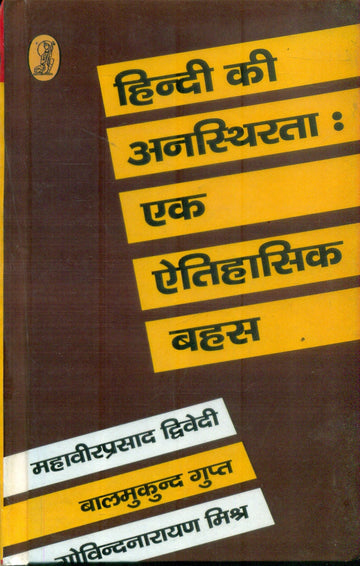 हिन्दी की
अनस्थिरता :
एक
ऐतिहासिक
बहस
महावीरप्रसाद द्विवेदी
बालमुकुन्द गुप्त
गोविन्दनारायण मिश्र